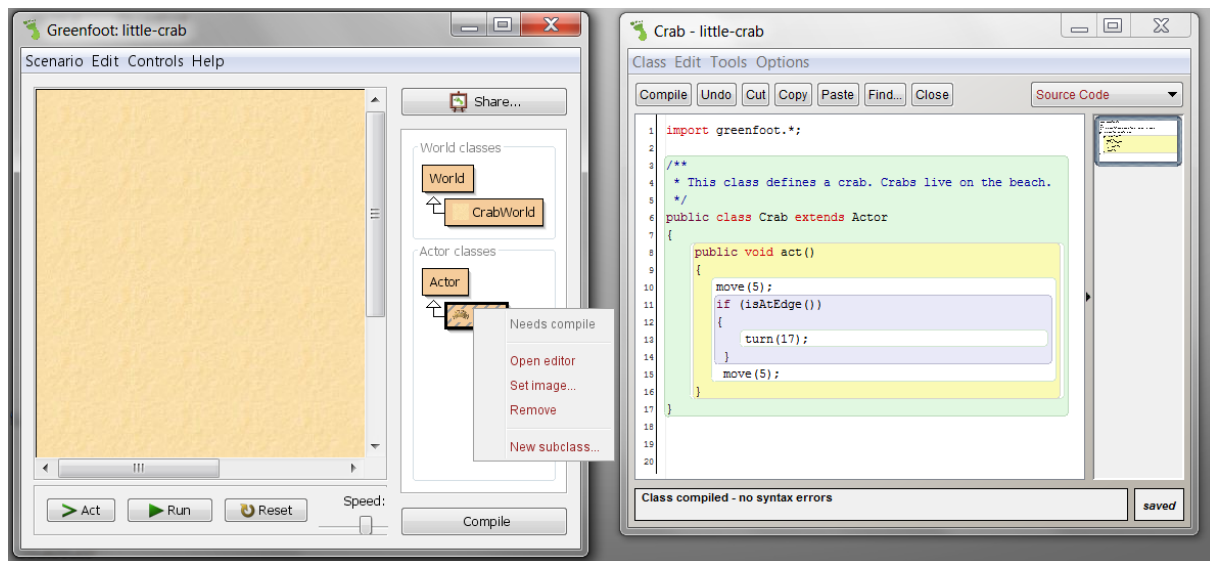 Greenfoot: little-crab
Scenario Edit Controls Help
Share...
World classes
World
CrabWorld
Actor classes
Actor
Needs compile
Open editor
Set image...
Remove
New subclass...
Act
Run
Reset
Speed:
Compile
Crab - little-crab
Class Edit Tools Options
Compile Undo Cut Copy Paste Find... Close Source Code
1 import greenfoot.*;
2
3 /**
4 * This class defines a crab. Crabs live on the beach.
5 */
6 public class Crab extends Actor
7 {
8 public void act()
9 {
10 move(5);
11 if (isAtEdge())
12 {
13 turn(17);
14 }
15 move(5);
16 }
17 }
18
19
20
Class compiled - no syntax errors
saved